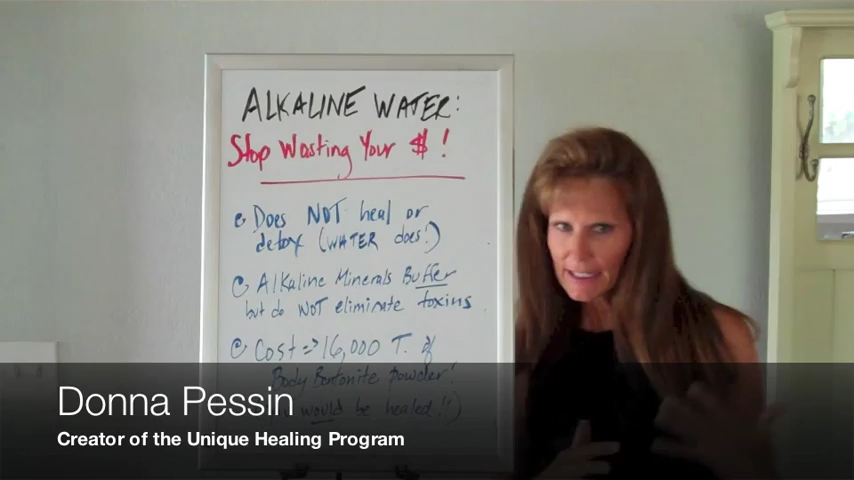 ALKALINE WATER:
Stop Wasting Your $!
Does NOT heal or
detox (WATER does!)
Alkaline Minerals Buffer
but do NOT eliminate toxins
Cost => 16,000 T. of
Body Bentonite powder!
would be healed!!)
Donna Pessin
Creator of the Unique Healing Program